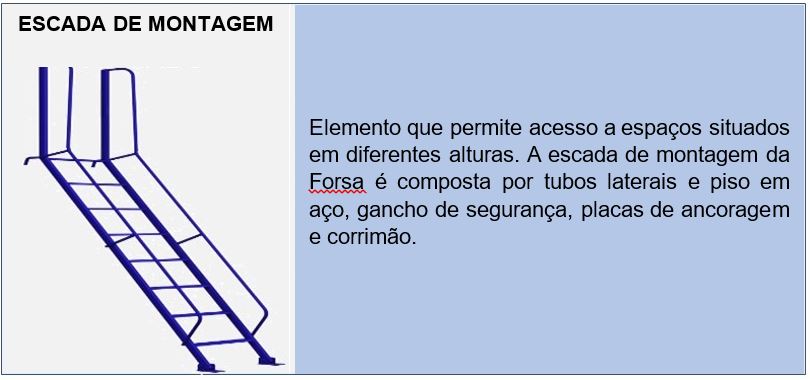 ESCADA DE MONTAGEM
Elemento que permite acesso a espaços situados
em diferentes alturas. A escada de montagem da
Forsa é composta por tubos laterais e piso em
aço, gancho de segurança, placas de ancoragem
e corrimão.